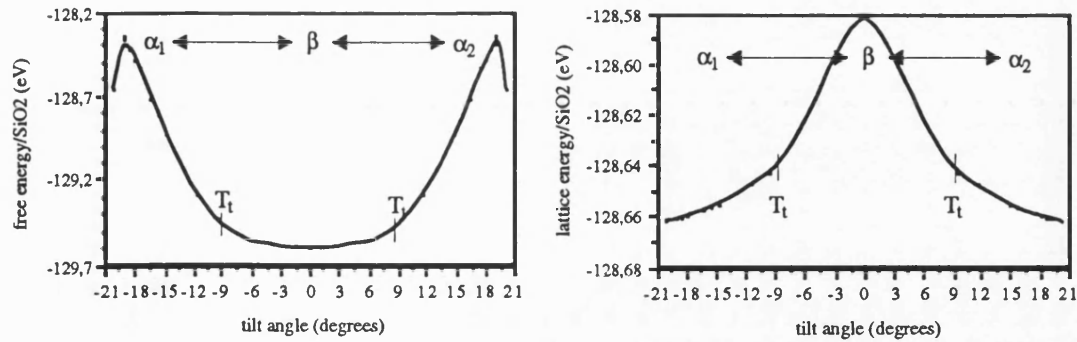 free energy/SiO2 (eV)
-128,2
-128,7
-129,2
-129,7
α1 β α2
Tt Tt
-21 -18 -15 -12 -9 -6 -3 0 3 6 9 12 15 18 21
tilt angle (degrees)
lattice energy/SiO2 (eV)
-128,58
-128,60
-128,62
-128,64
-128,66
-128,68
α1 β α2
Tt Tt
-21 -18 -15 -12 -9 -6 -3 0 3 6 9 12 15 18 21
tilt angle (degrees)